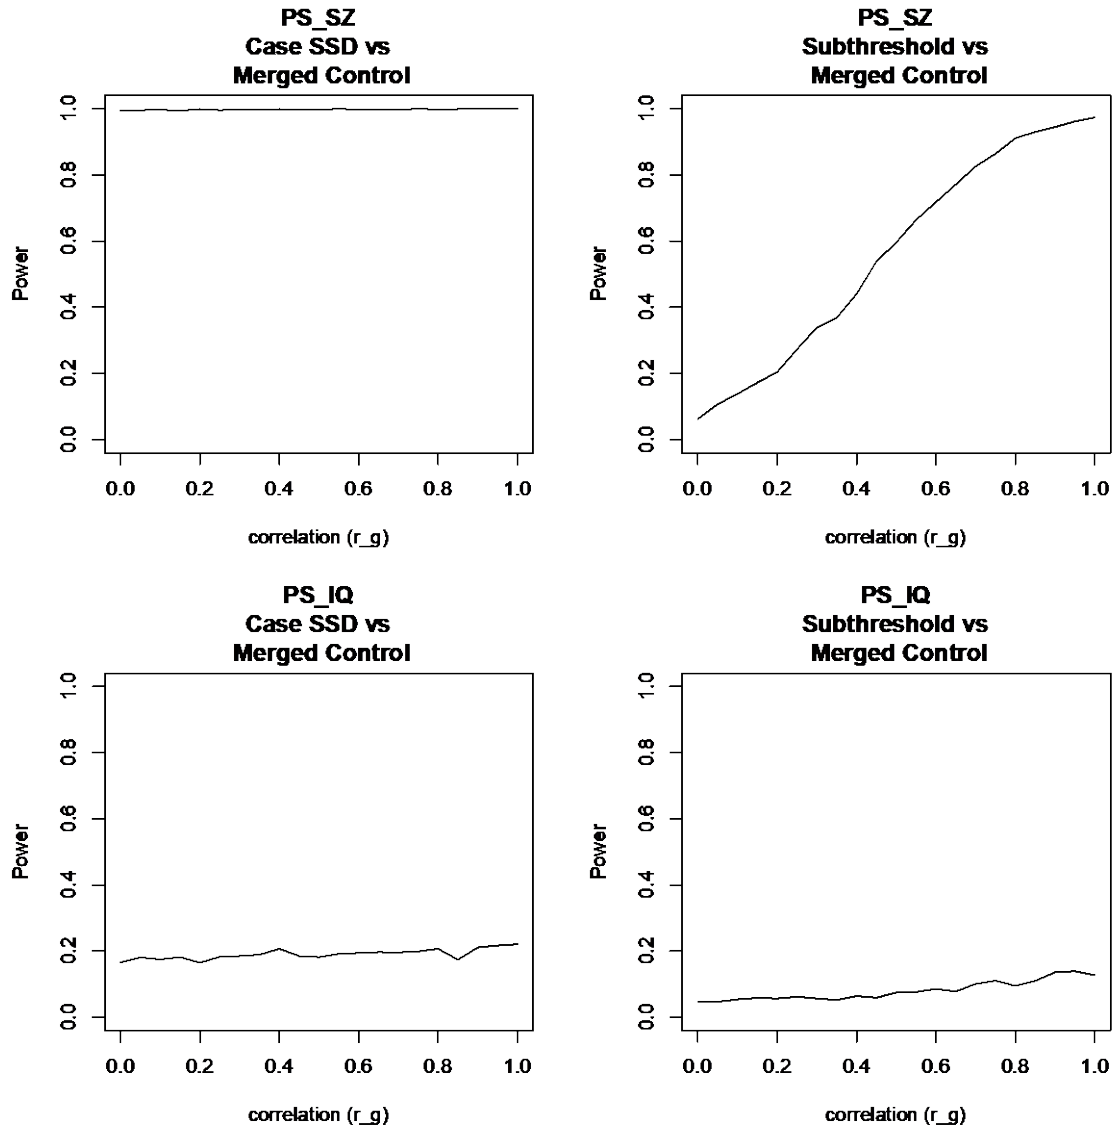 PS_SZ
Case SSD vs
Merged Control
Power
1.0
0.8
0.6
0.4
0.2
0.0
0.0 0.2 0.4 0.6 0.8 1.0
correlation (r_g)
PS_SZ
Subthreshold vs
Merged Control
Power
1.0
0.8
0.6
0.4
0.2
0.0
0.0 0.2 0.4 0.6 0.8 1.0
correlation (r_g)
PS_IQ
Case SSD vs
Merged Control
Power
1.0
0.8
0.6
0.4
0.2
0.0
0.0 0.2 0.4 0.6 0.8 1.0
correlation (r_g)
PS_IQ
Subthreshold vs
Merged Control
Power
1.0
0.8
0.6
0.4
0.2
0.0
0.0 0.2 0.4 0.6 0.8 1.0
correlation (r_g)